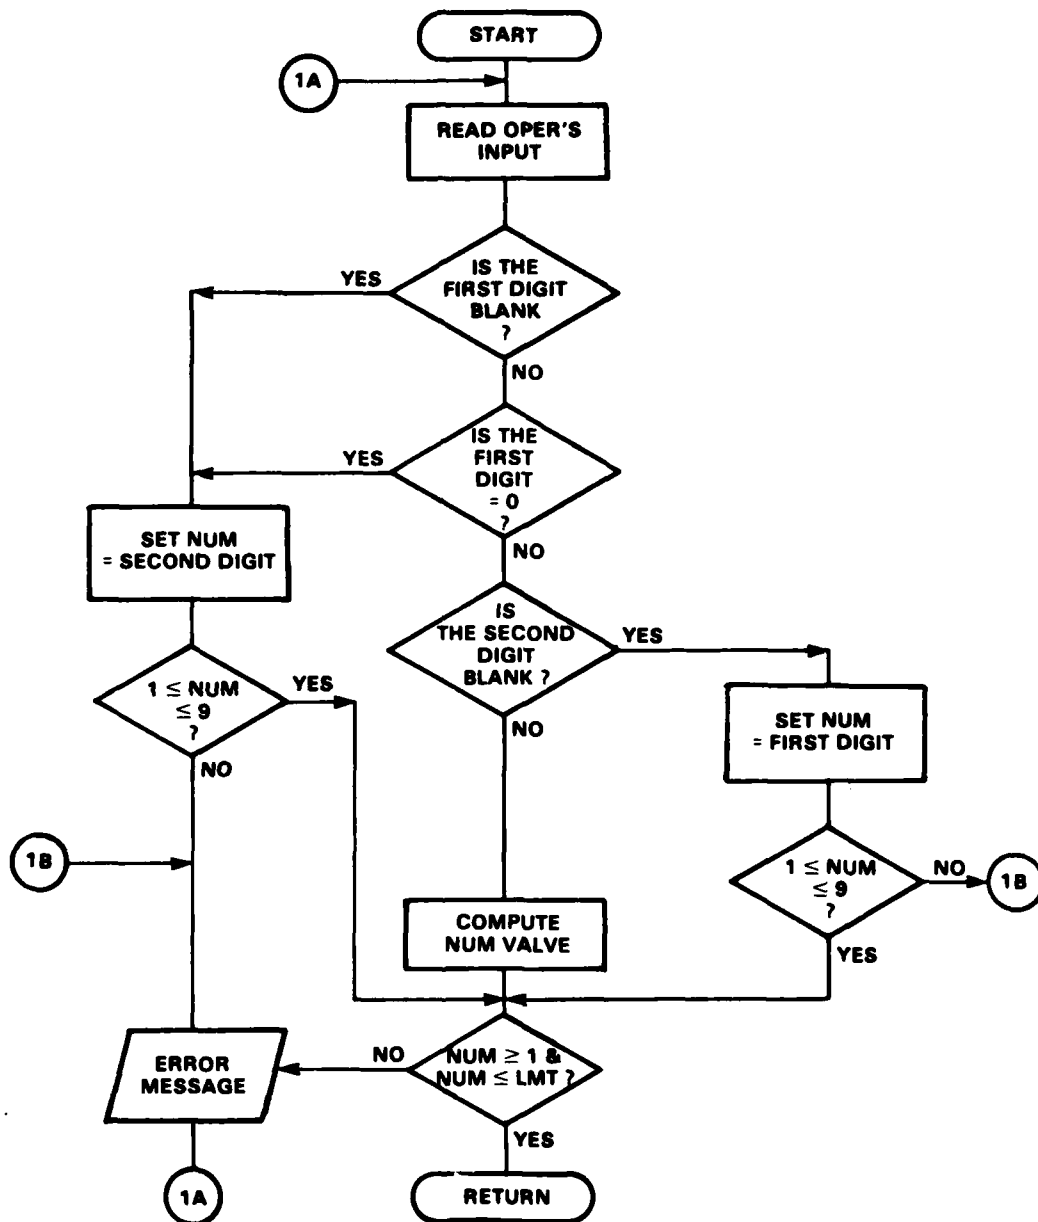 START
1A
READ OPER'S
INPUT
IS THE
FIRST DIGIT
BLANK
?
YES
NO
IS THE
FIRST
DIGIT
= 0
?
YES
NO
SET NUM
= SECOND DIGIT
IS
THE SECOND
DIGIT
BLANK ?
YES
NO
1 ≤ NUM
≤ 9
?
YES
NO
SET NUM
= FIRST DIGIT
1B
1 ≤ NUM
≤ 9
?
NO
1B
YES
COMPUTE
NUM VALVE
NUM ≥ 1 &
NUM ≤ LMT ?
NO
YES
ERROR
MESSAGE
1A
RETURN